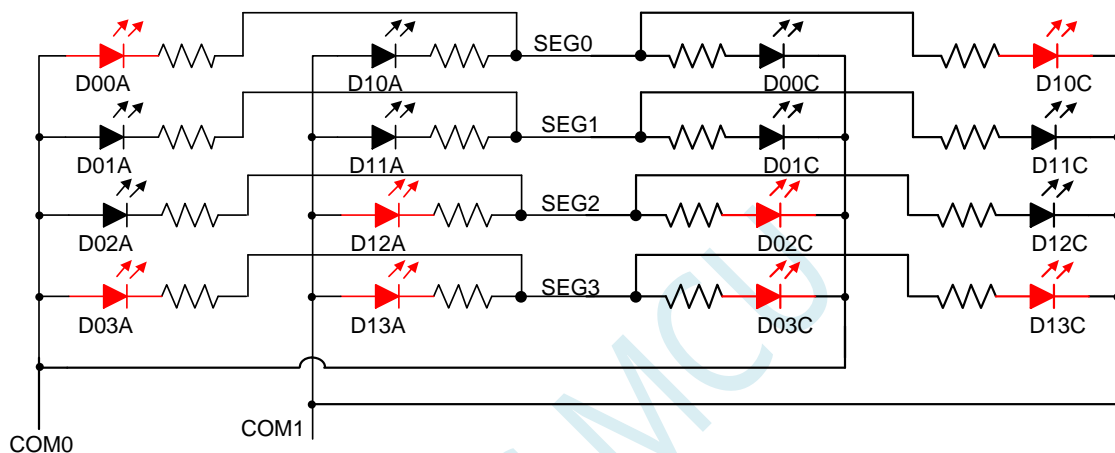 SEG0
D00A
D10A
D00C
D10C
SEG1
D01A
D11A
D01C
D11C
SEG2
D02A
D12A
D02C
D12C
SEG3
D03A
D13A
D03C
D13C
COM0
COM1
MCU